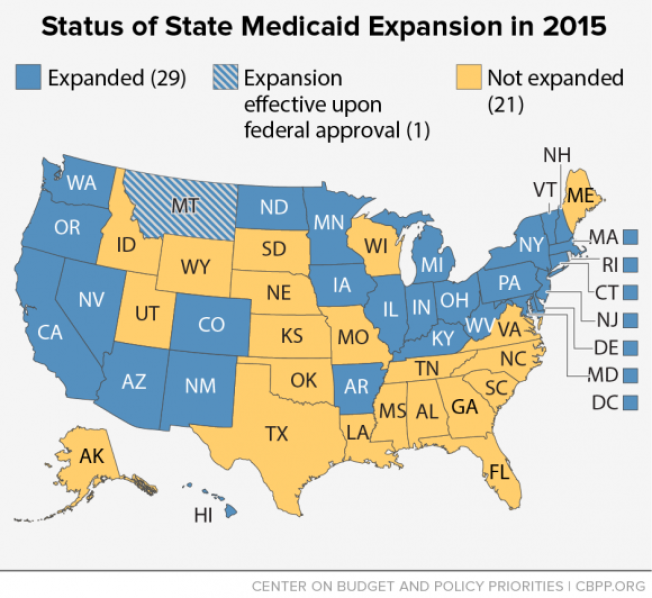 Status of State Medicaid Expansion in 2015
Expanded (29)
Expansion
effective upon
federal approval (1)
Not expanded
(21)
NH
VT
ME
WA
MT
ND
MN
OR
ID
SD
WI
NY
MA
WY
MI
RI
NV
UT
NE
IA
PA
CT
CA
CO
IL
IN
OH
NJ
KS
MO
KY
WV
VA
DE
AZ
NM
OK
AR
TN
NC
MD
SC
DC
TX
LA
MS
AL
GA
AK
FL
HI
CENTER ON BUDGET AND POLICY PRIORITIES | CBPP.ORG